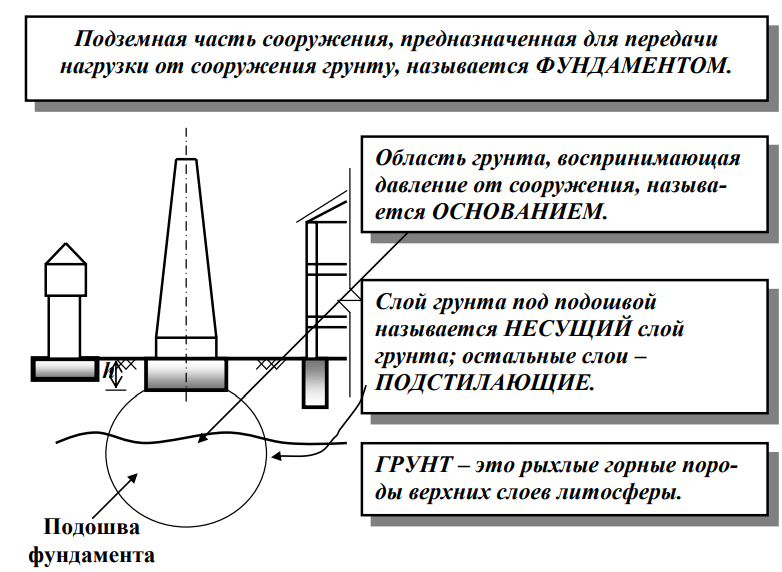 Подземная часть сооружения, предназначенная для передачи
нагрузки от сооружения грунту, называется ФУНДАМЕНТОМ.
Область грунта, воспринимающая
давление от сооружения, называ-
ется ОСНОВАНИЕМ.
Слой грунта под подошвой
называется НЕСУЩИЙ слой
грунта; остальные слои –
ПОДСТИЛАЮЩИЕ.
h
ГРУНТ – это рыхлые горные поро-
ды верхних слоев литосферы.
Подошва
фундамента